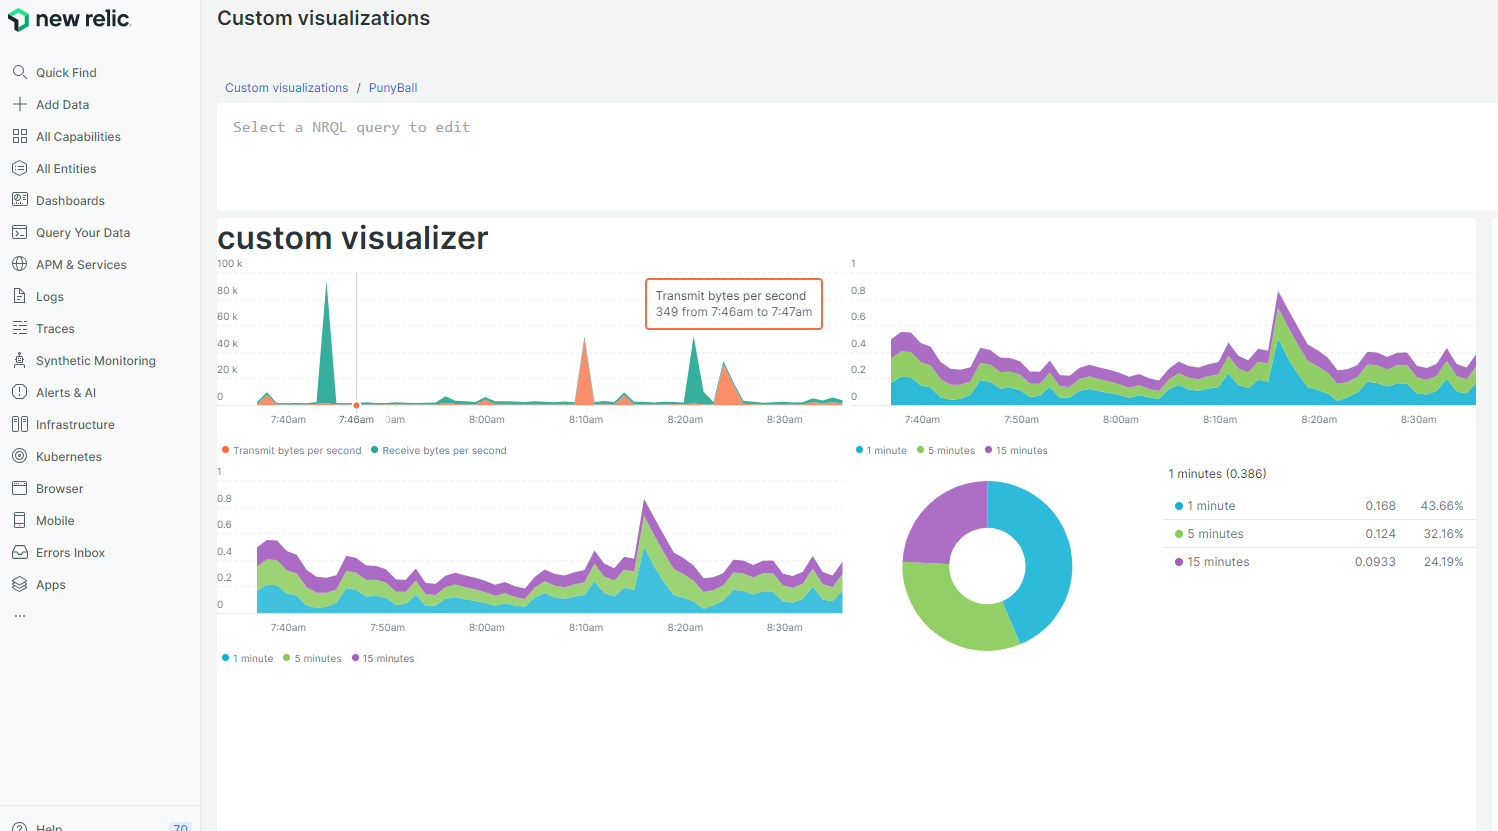 new relic.
Custom visualizations
Quick Find
Add Data
All Capabilities
All Entities
Dashboards
Query Your Data
APM & Services
Logs
Traces
Synthetic Monitoring
Alerts & AI
Infrastructure
Kubernetes
Browser
Mobile
Errors Inbox
Apps
...
Help
70
Custom visualizations / PunyBall
Select a NRQL query to edit
custom visualizer
100 k
80 k
60 k
40 k
20 k
0
Transmit bytes per second
349 from 7:46am to 7:47am
7:40am 7:46am 0am 8:00am 8:10am 8:20am 8:30am
Transmit bytes per second Receive bytes per second
1
0.8
0.6
0.4
0.2
0
7:40am 7:50am 8:00am 8:10am 8:20am 8:30am
1 minute 5 minutes 15 minutes
1
0.8
0.6
0.4
0.2
0
7:40am 7:50am 8:00am 8:10am 8:20am 8:30am
1 minute 5 minutes 15 minutes
1 minutes (0.386)
1 minute 0.168 43.66%
5 minutes 0.124 32.16%
15 minutes 0.0933 24.19%